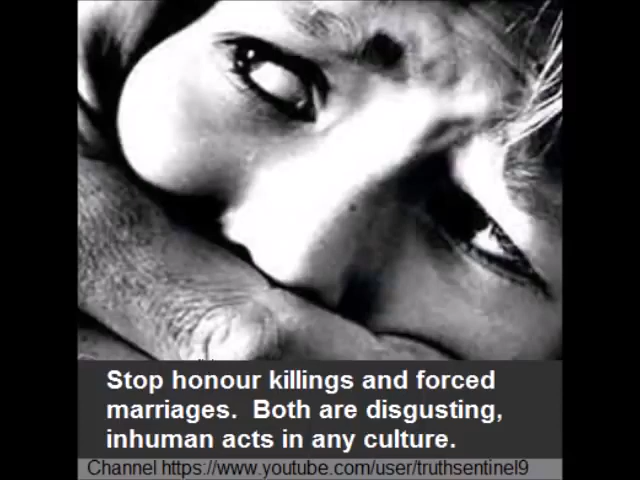 Stop honour killings and forced
marriages.  Both are disgusting,
inhuman acts in any culture.
Channel https://www.youtube.com/user/truthsentinel9